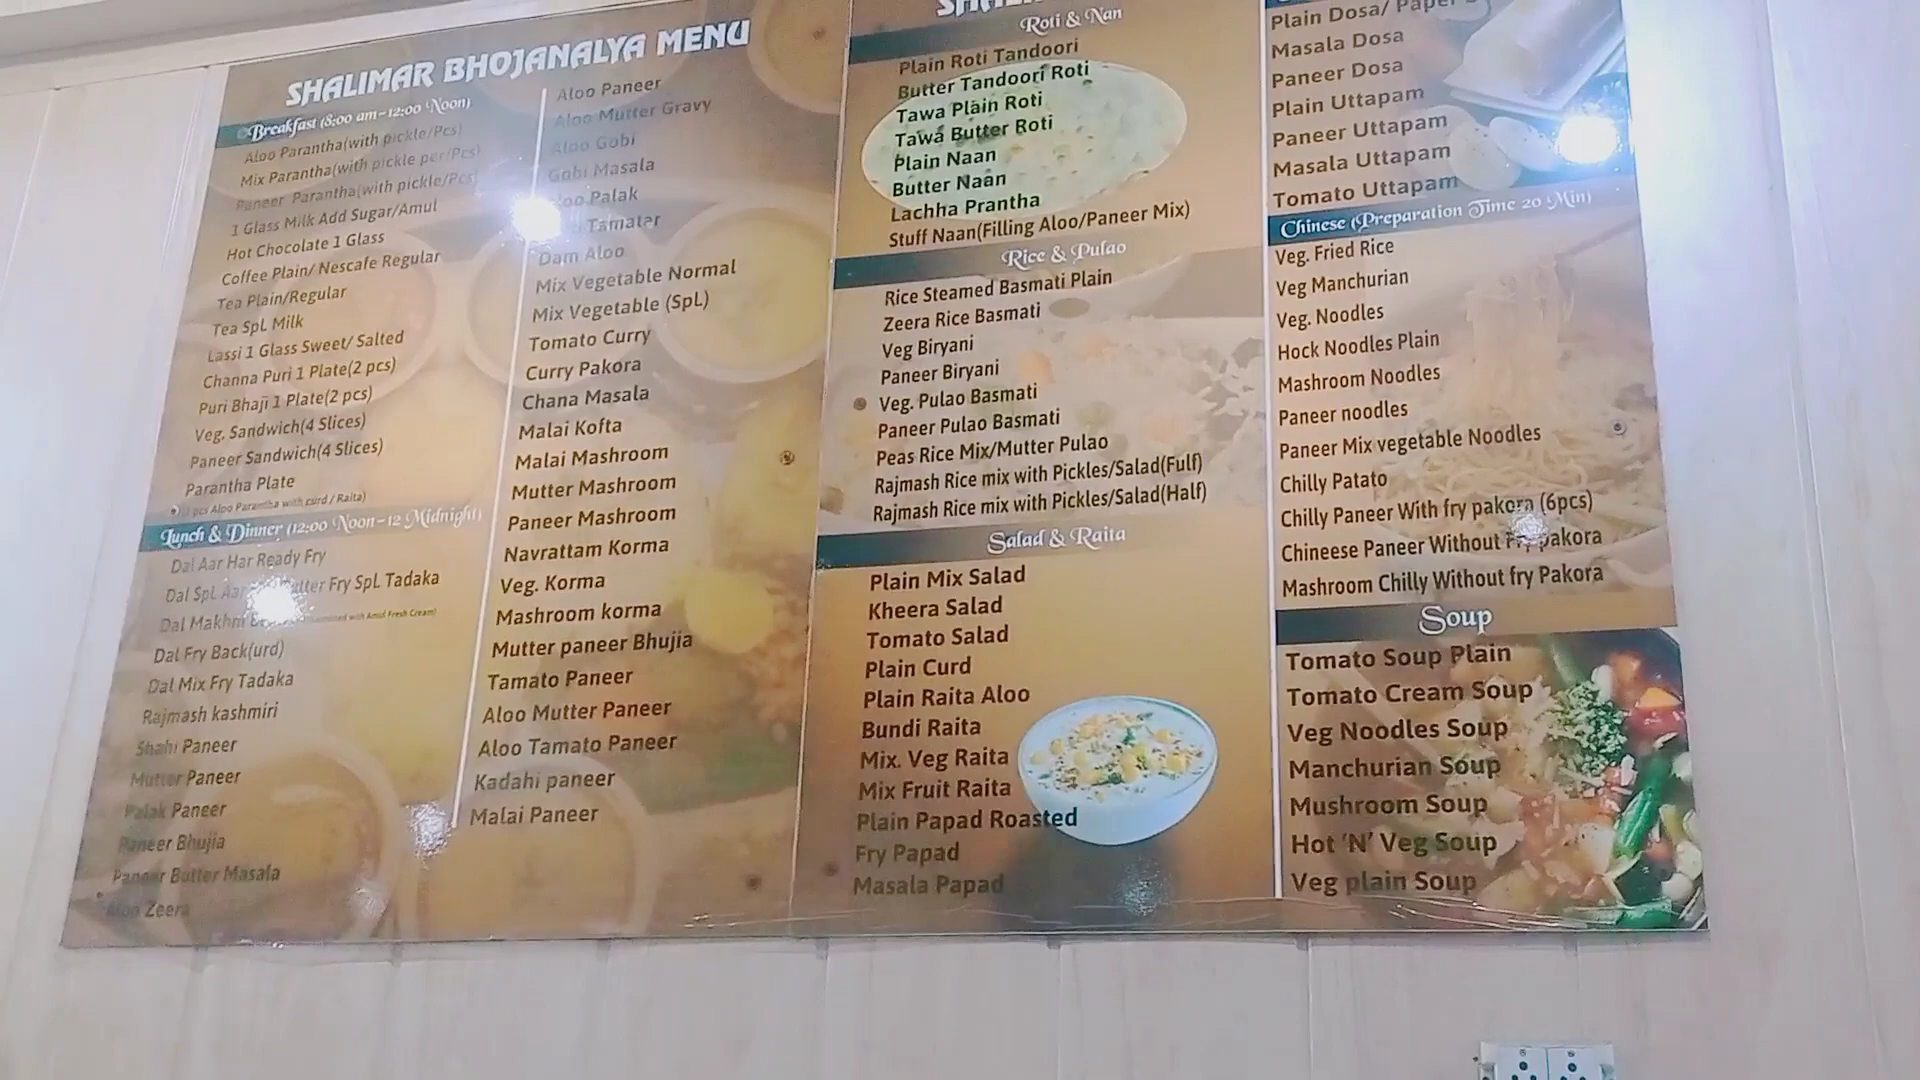 SHALIMAR BHOJANALYA MENU
Breakfast (8:00 am-12:00 Noon)
Aloo Parantha(with pickle/Pcs)
Mix Parantha(with pickle per/Pcs)
Paneer Parantha(with pickle/Pcs)
1 Glass Milk Add Sugar/Amul
Hot Chocolate 1 Glass
Coffee Plain/ Nescafe Regular
Tea Plain/Regular
Tea Spl. Milk
Lassi 1 Glass Sweet/ Salted
Channa Puri 1 Plate(2 pcs)
Puri Bhaji 1 Plate(2 pcs)
Veg. Sandwich(4 Slices)
Paneer Sandwich(4 Slices)
Parantha Plate
pcs Aloo Parantha with curd / Raita)
Lunch & Dinner (12:00 Noon-12 Midnight)
Dal Aar Har Ready Fry
Dal Spl. Fry Spl. Tadaka
Dal Makhni with Amul Fresh Cream)
Dal Fry Back(urd)
Dal Mix Fry Tadaka
Rajmash kashmiri
Shahi Paneer
Mutter Paneer
Palak Paneer
Paneer Bhujia
Paneer Butter Masala
Aloo Zeera
Aloo Paneer
Aloo Mutter Gravy
Aloo Gobi
Gobi Masala
Palak
Tamatar
Dam Aloo
Mix Vegetable Normal
Mix Vegetable (Spl.)
Tomato Curry
Curry Pakora
Chana Masala
Malai Kofta
Malai Mashroom
Mutter Mashroom
Paneer Mashroom
Navrattam Korma
Veg. Korma
Mashroom korma
Mutter paneer Bhujia
Tamato Paneer
Aloo Mutter Paneer
Aloo Tamato Paneer
Kadahi paneer
Malai Paneer
Roti & Nan
Plain Roti Tandoori
Butter Tandoori Roti
Tawa Plain Roti
Tawa Butter Roti
Plain Naan
Butter Naan
Lachha Prantha
Stuff Naan(Filling Aloo/Paneer Mix)
Rice & Pulao
Rice Steamed Basmati Plain
Zeera Rice Basmati
Veg Biryani
Paneer Biryani
Veg. Pulao Basmati
Paneer Pulao Basmati
Peas Rice Mix/Mutter Pulao
Rajmash Rice mix with Pickles/Salad(Fulf)
Rajmash Rice mix with Pickles/Salad(Half)
Salad & Raita
Plain Mix Salad
Kheera Salad
Tomato Salad
Plain Curd
Plain Raita Aloo
Bundi Raita
Mix. Veg Raita
Mix Fruit Raita
Plain Papad Roasted
Fry Papad
Masala Papad
Plain Dosa/ Paper
Masala Dosa
Paneer Dosa
Plain Uttapam
Paneer Uttapam
Masala Uttapam
Tomato Uttapam
Chinese (Preparation Time 20 Min)
Veg. Fried Rice
Veg Manchurian
Veg. Noodles
Hock Noodles Plain
Mashroom Noodles
Paneer noodles
Paneer Mix vegetable Noodles
Chilly Patato
Chilly Paneer With fry pakora (6pcs)
Chineese Paneer Without Fry pakora
Mashroom Chilly Without fry Pakora
Soup
Tomato Soup Plain
Tomato Cream Soup
Veg Noodles Soup
Manchurian Soup
Mushroom Soup
Hot 'N' Veg Soup
Veg plain Soup